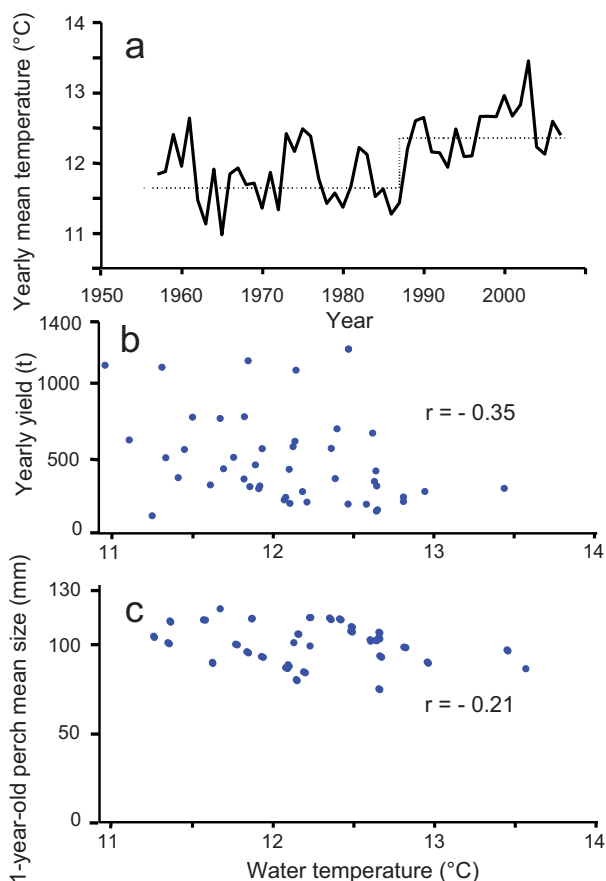 Yearly mean temperature (°C)
14
13
12
11
a
1950
1960
1970
1980
1990
2000
Year
Yearly yield (t)
1400
1000
500
0
b
r = - 0.35
11
12
13
14
1-year-old perch mean size (mm)
130
100
50
0
c
r = - 0.21
11
12
13
14
Water temperature (°C)